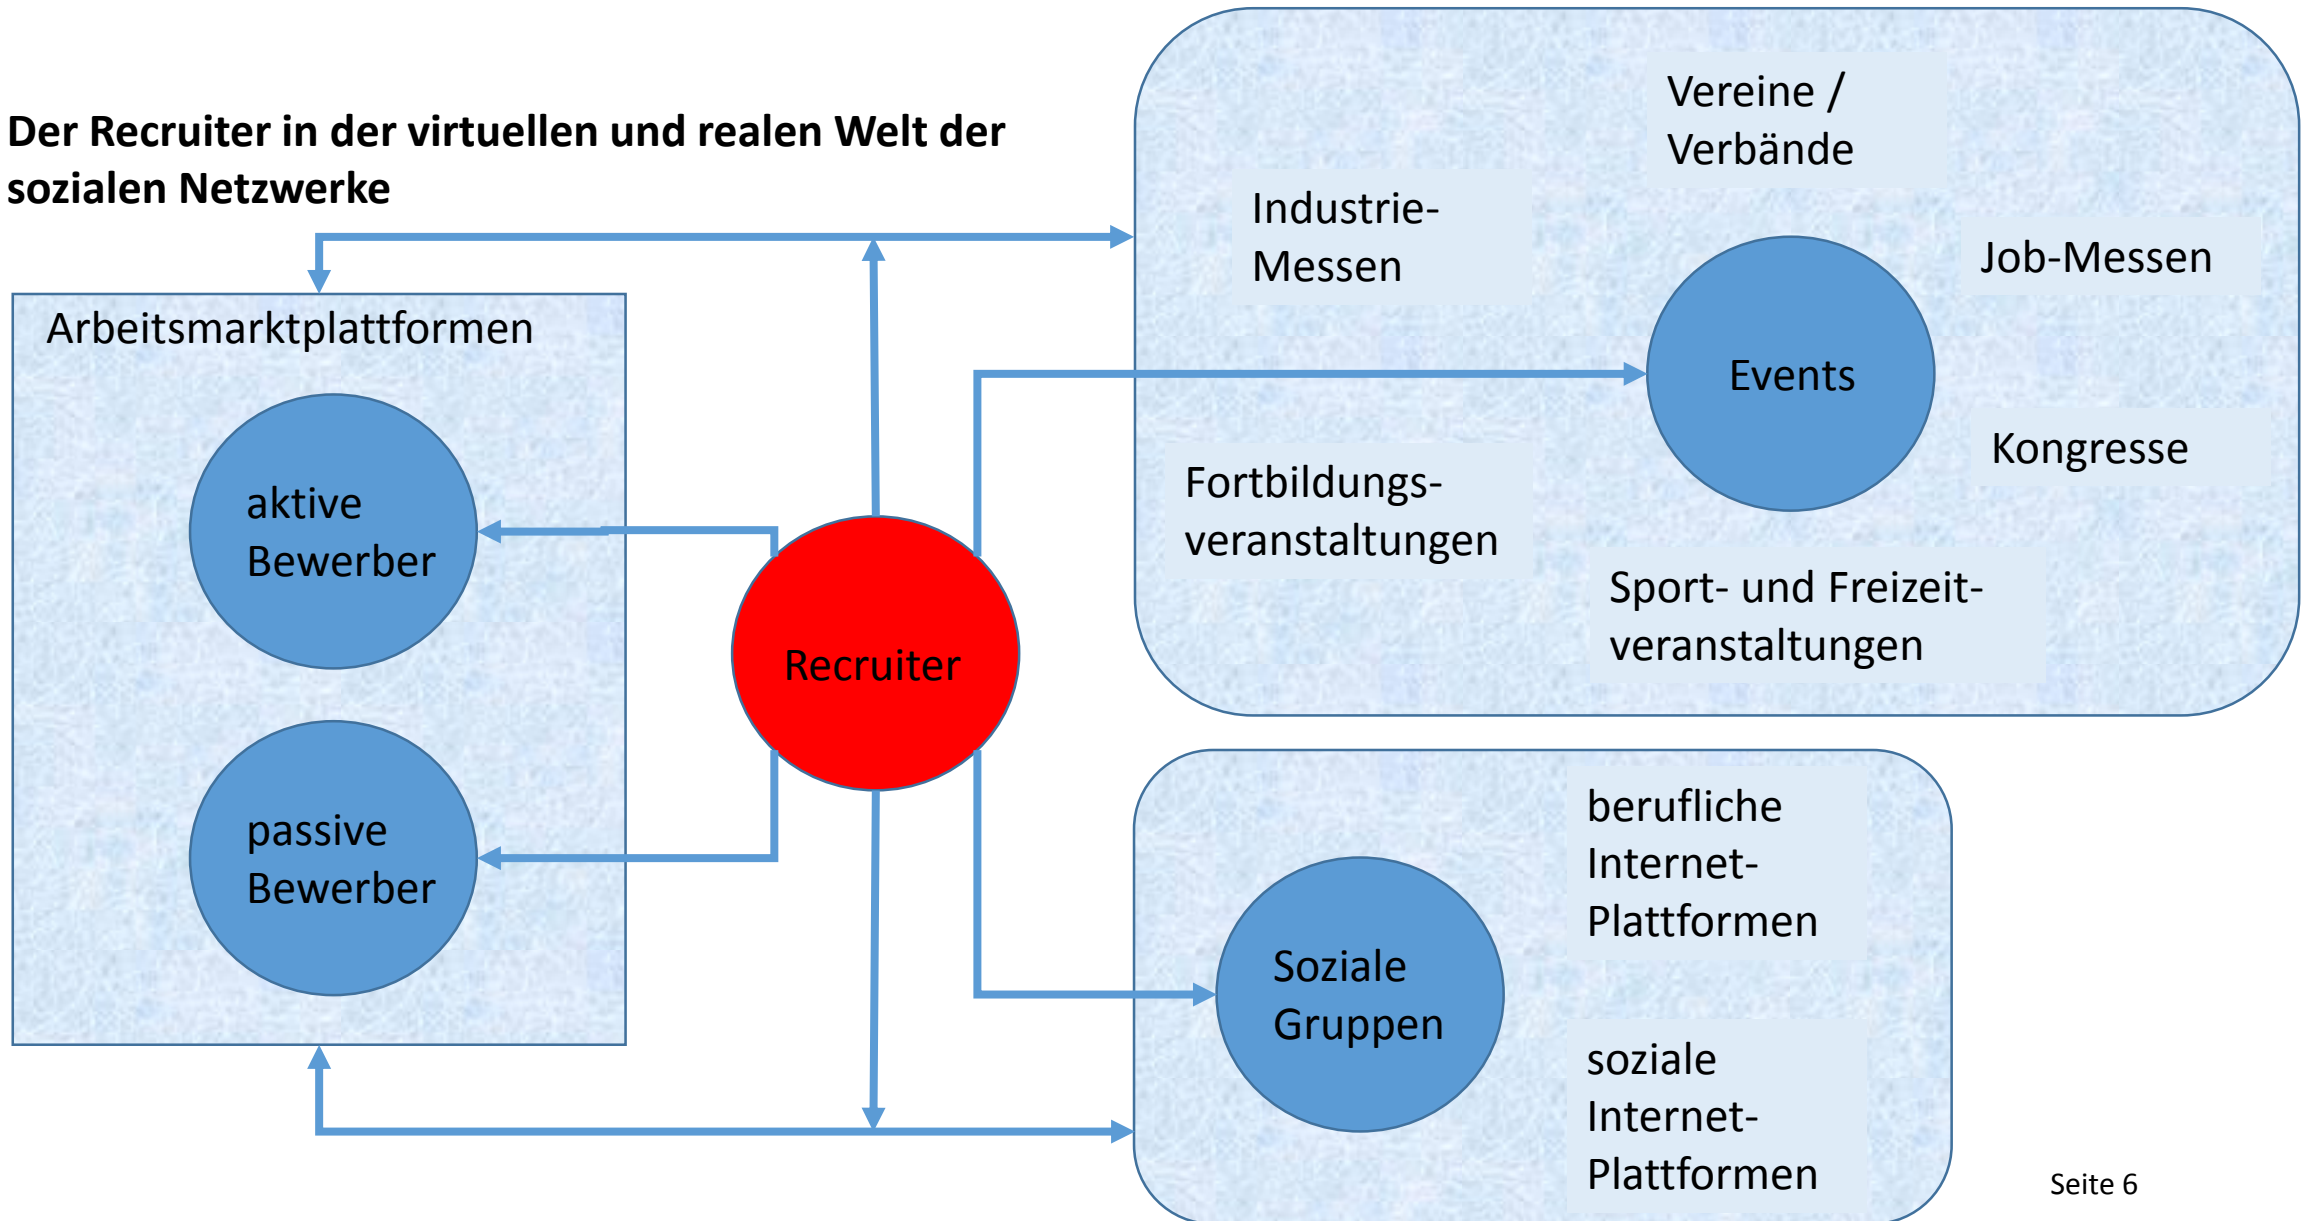 Der Recruiter in der virtuellen und realen Welt der
sozialen Netzwerke
Arbeitsmarktplattformen
aktive
Bewerber
passive
Bewerber
Recruiter
Vereine /
Verbände
Industrie-
Messen
Job-Messen
Events
Kongresse
Fortbildungs-
veranstaltungen
Sport- und Freizeit-
veranstaltungen
Soziale
Gruppen
berufliche
Internet-
Plattformen
soziale
Internet-
Plattformen
Seite 6